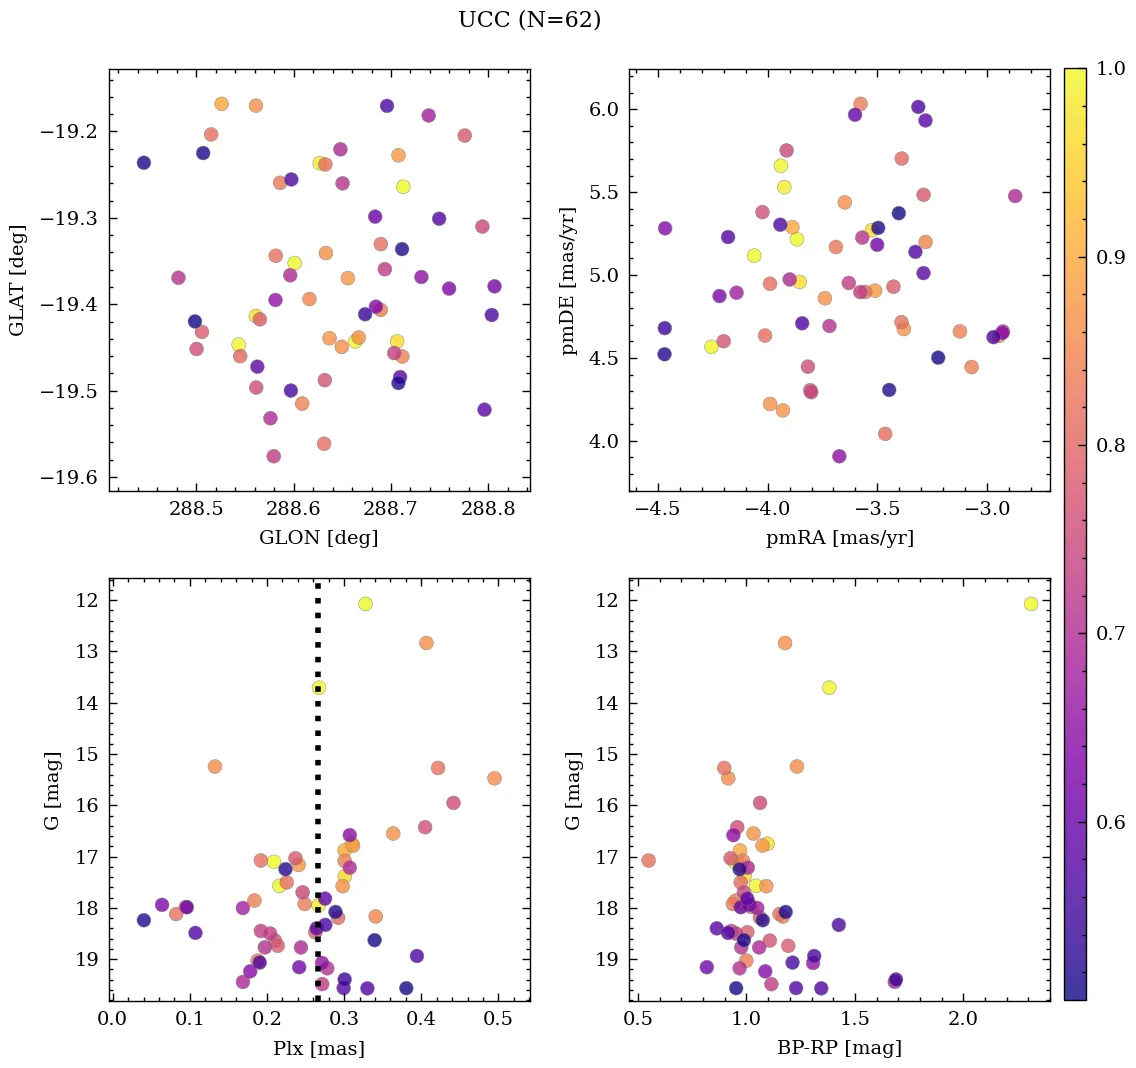 UCC (N=62)
−19.2
−19.3
−19.4
−19.5
−19.6
GLAT [deg]
288.5 288.6 288.7 288.8
GLON [deg]
6.0
5.5
5.0
4.5
4.0
pmDE [mas/yr]
−4.5 −4.0 −3.5 −3.0
pmRA [mas/yr]
1.0
0.9
0.8
0.7
0.6
12
13
14
15
16
17
18
19
G [mag]
0.0 0.1 0.2 0.3 0.4 0.5
Plx [mas]
12
13
14
15
16
17
18
19
G [mag]
0.5 1.0 1.5 2.0
BP-RP [mag]